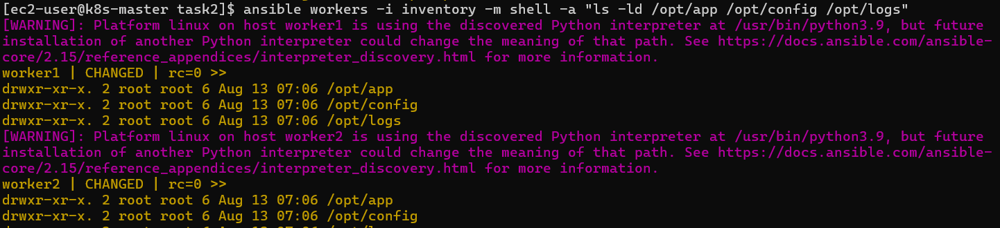 [ec2-user@k8s-master task2]$ ansible workers -i inventory -m shell -a "ls -ld /opt/app /opt/config /opt/logs"
[WARNING]: Platform linux on host worker1 is using the discovered Python interpreter at /usr/bin/python3.9, but future
installation of another Python interpreter could change the meaning of that path. See https://docs.ansible.com/ansible-
core/2.15/reference_appendices/interpreter_discovery.html for more information.
worker1 | CHANGED | rc=0 >>
drwxr-xr-x. 2 root root 6 Aug 13 07:06 /opt/app
drwxr-xr-x. 2 root root 6 Aug 13 07:06 /opt/config
drwxr-xr-x. 2 root root 6 Aug 13 07:06 /opt/logs
[WARNING]: Platform linux on host worker2 is using the discovered Python interpreter at /usr/bin/python3.9, but future
installation of another Python interpreter could change the meaning of that path. See https://docs.ansible.com/ansible-
core/2.15/reference_appendices/interpreter_discovery.html for more information.
worker2 | CHANGED | rc=0 >>
drwxr-xr-x. 2 root root 6 Aug 13 07:06 /opt/app
drwxr-xr-x. 2 root root 6 Aug 13 07:06 /opt/config